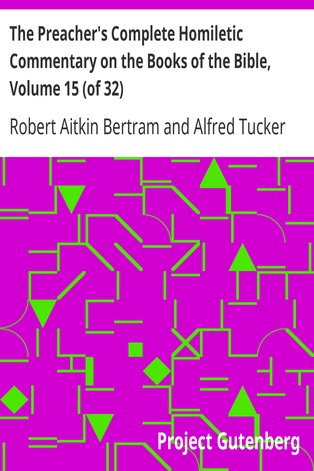 The Preacher's Complete Homiletic
Commentary on the Books of the Bible,
Volume 15 (of 32)
Robert Aitkin Bertram and Alfred Tucker
Project Gutenberg